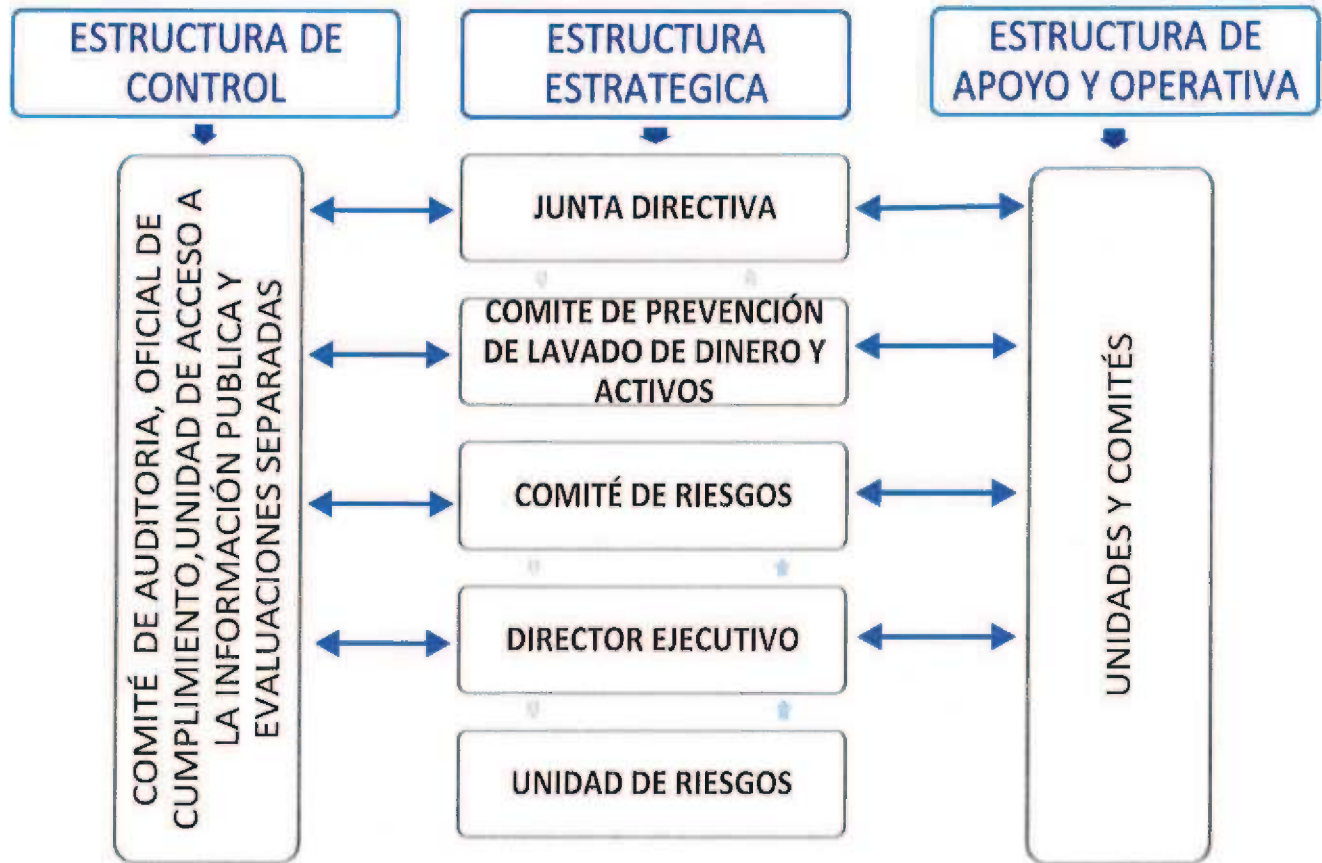 ESTRUCTURA DE
CONTROL
ESTRUCTURA
ESTRATEGICA
ESTRUCTURA DE
APOYO Y OPERATIVA
COMITÉ DE AUDITORIA, OFICIAL DE
CUMPLIMIENTO,UNIDAD DE ACCESO A
LA INFORMACIÓN PUBLICA Y
EVALUACIONES SEPARADAS
JUNTA DIRECTIVA
COMITE DE PREVENCIÓN
DE LAVADO DE DINERO Y
ACTIVOS
COMITÉ DE RIESGOS
DIRECTOR EJECUTIVO
UNIDAD DE RIESGOS
UNIDADES Y COMITÉS